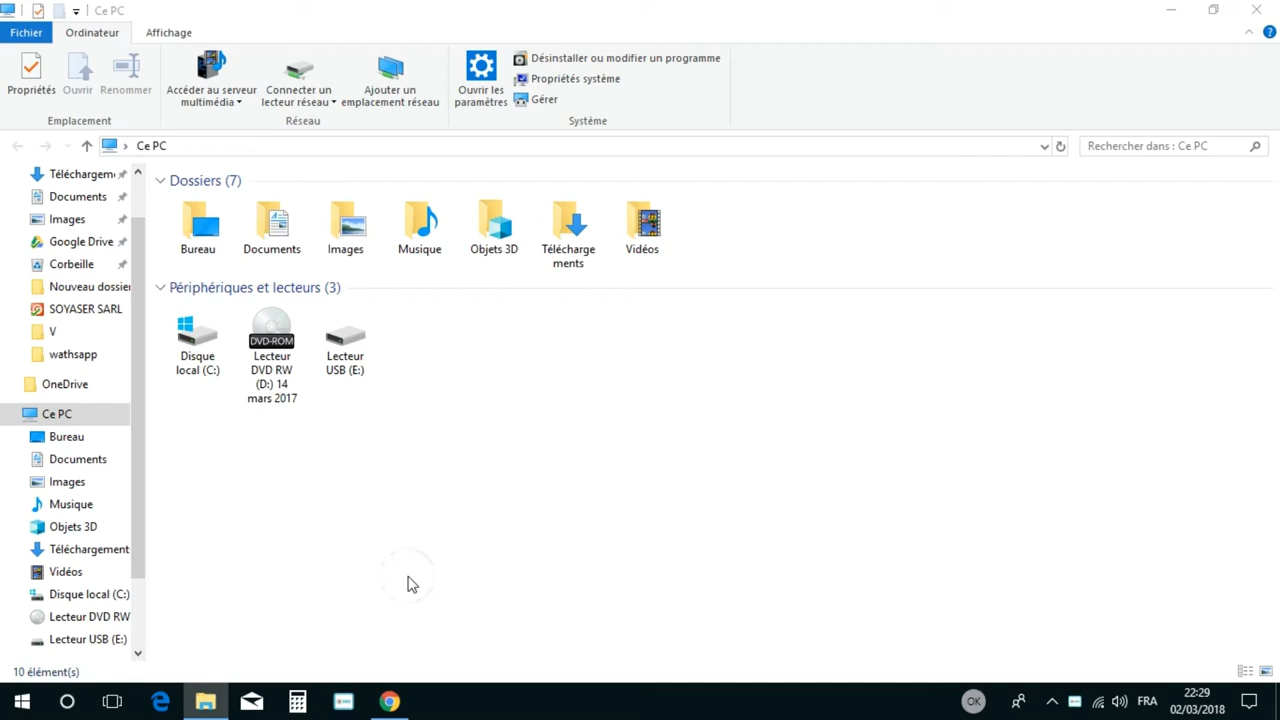 Ce PC
Fichier
Ordinateur
Affichage
Propriétés
Ouvrir
Renommer
Accéder au serveur
multimédia
Connecter un
lecteur réseau
Ajouter un
emplacement réseau
Ouvrir les
paramètres
Désinstaller ou modifier un programme
Propriétés système
Gérer
Emplacement
Réseau
Système
Ce PC
Rechercher dans : Ce PC
Téléchargem
Documents
Images
Google Drive
Corbeille
Nouveau dossier
SOYASER SARL
V
wathsapp
OneDrive
Ce PC
Bureau
Documents
Images
Musique
Objets 3D
Téléchargement
Vidéos
Disque local (C:)
Lecteur DVD RW
Lecteur USB (E:)
Dossiers (7)
Bureau
Documents
Images
Musique
Objets 3D
Télécharge
ments
Vidéos
Périphériques et lecteurs (3)
Disque
local (C:)
DVD-ROM
Lecteur
DVD RW
(D:) 14
mars 2017
Lecteur
USB (E:)
10 élément(s)
OK
FRA
22:29
02/03/2018